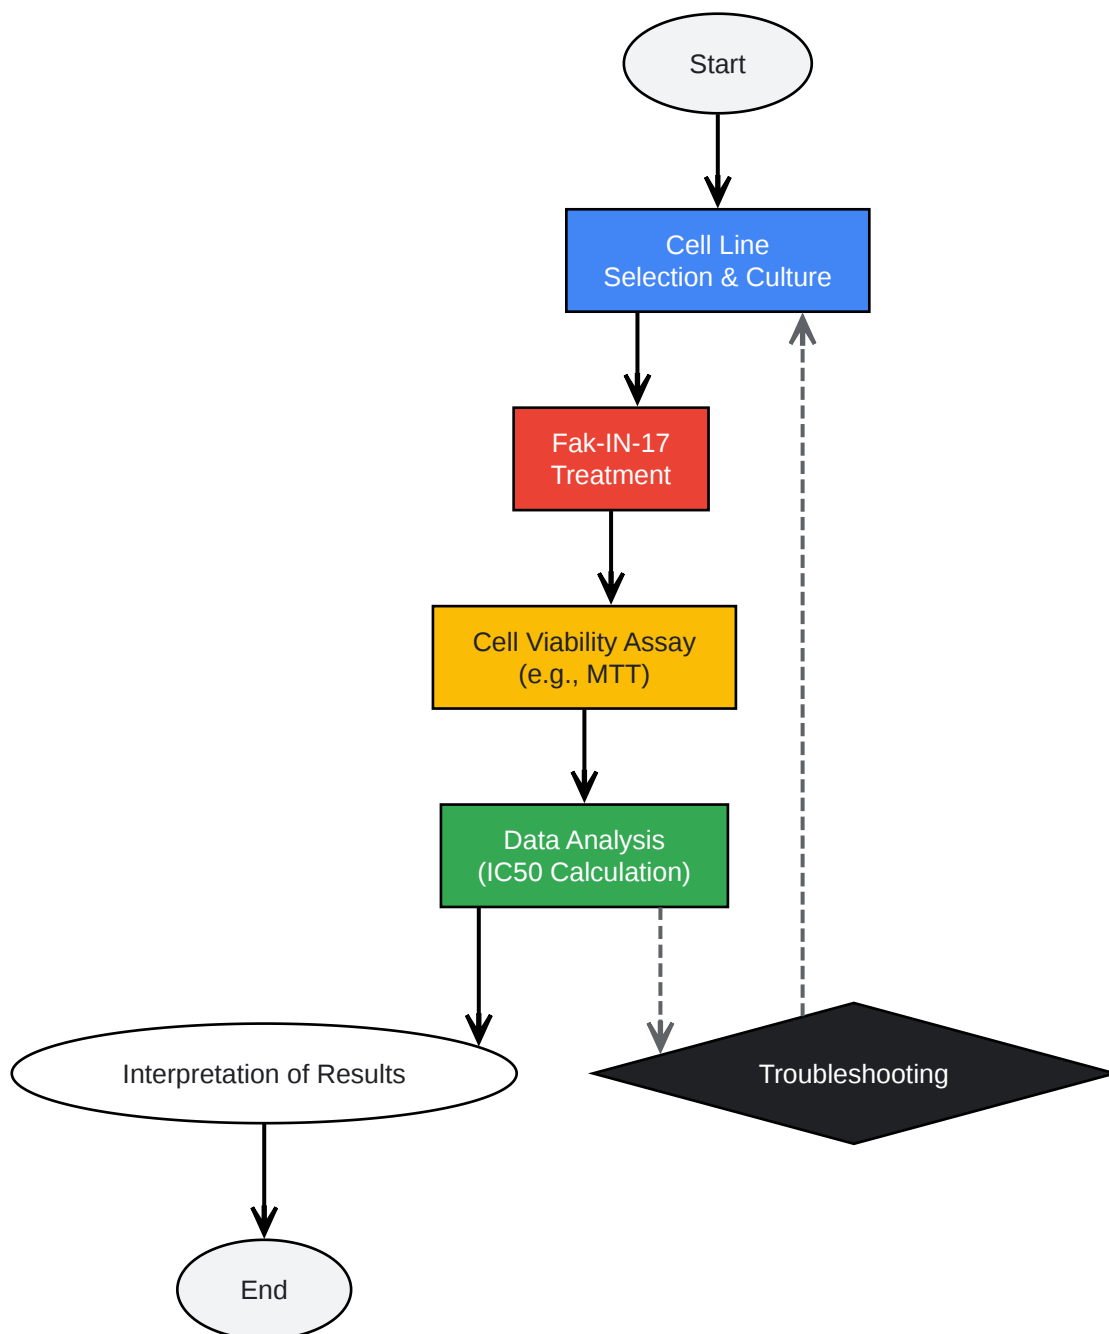 Start
Cell Line
Selection & Culture
Fak-IN-17
Treatment
Cell Viability Assay
(e.g., MTT)
Data Analysis
(IC50 Calculation)
Interpretation of Results
Troubleshooting
End